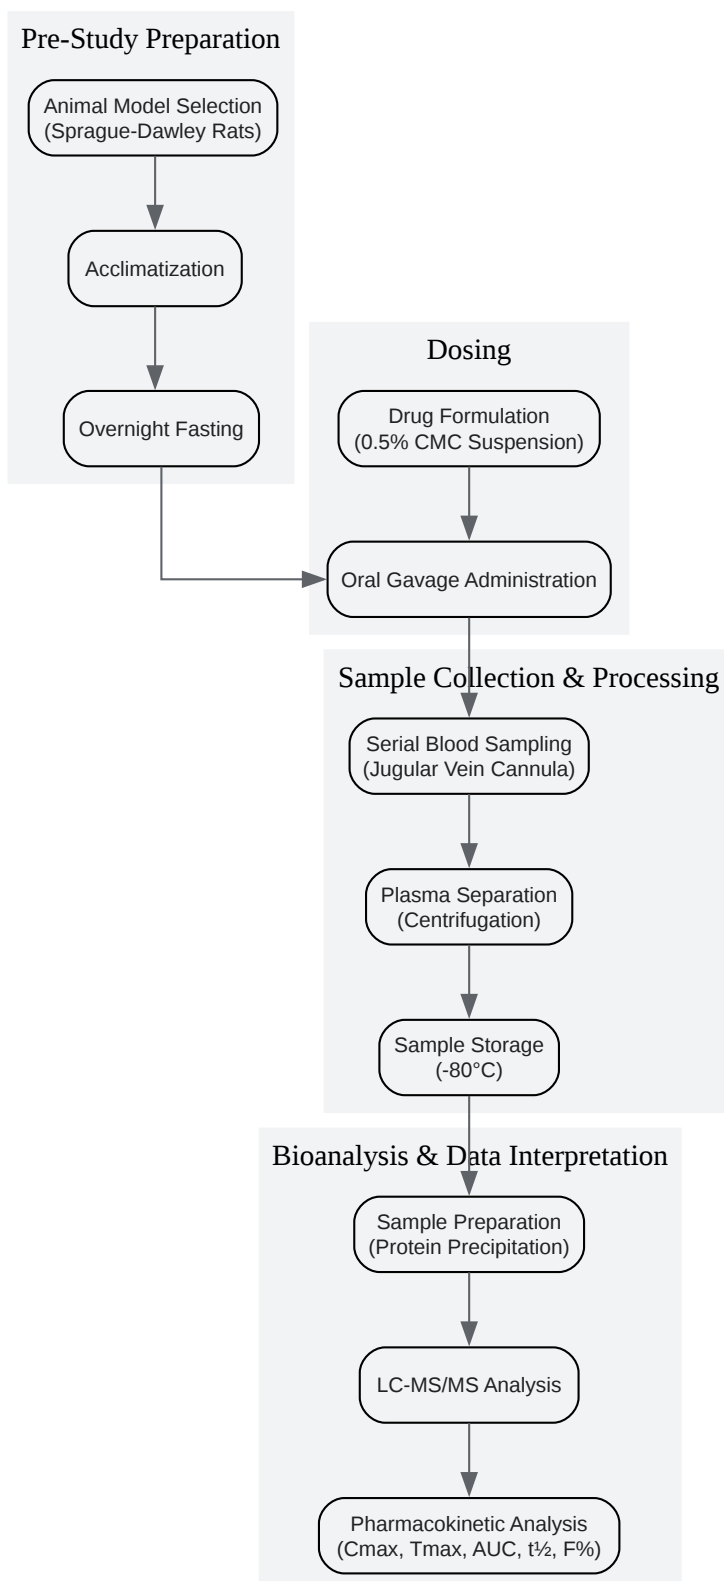 Pre-Study Preparation
Animal Model Selection
(Sprague-Dawley Rats)
Acclimatization
Overnight Fasting
Dosing
Drug Formulation
(0.5% CMC Suspension)
Oral Gavage Administration
Sample Collection & Processing
Serial Blood Sampling
(Jugular Vein Cannula)
Plasma Separation
(Centrifugation)
Sample Storage
(-80°C)
Bioanalysis & Data Interpretation
Sample Preparation
(Protein Precipitation)
LC-MS/MS Analysis
Pharmacokinetic Analysis
(Cmax, Tmax, AUC, t½, F%)